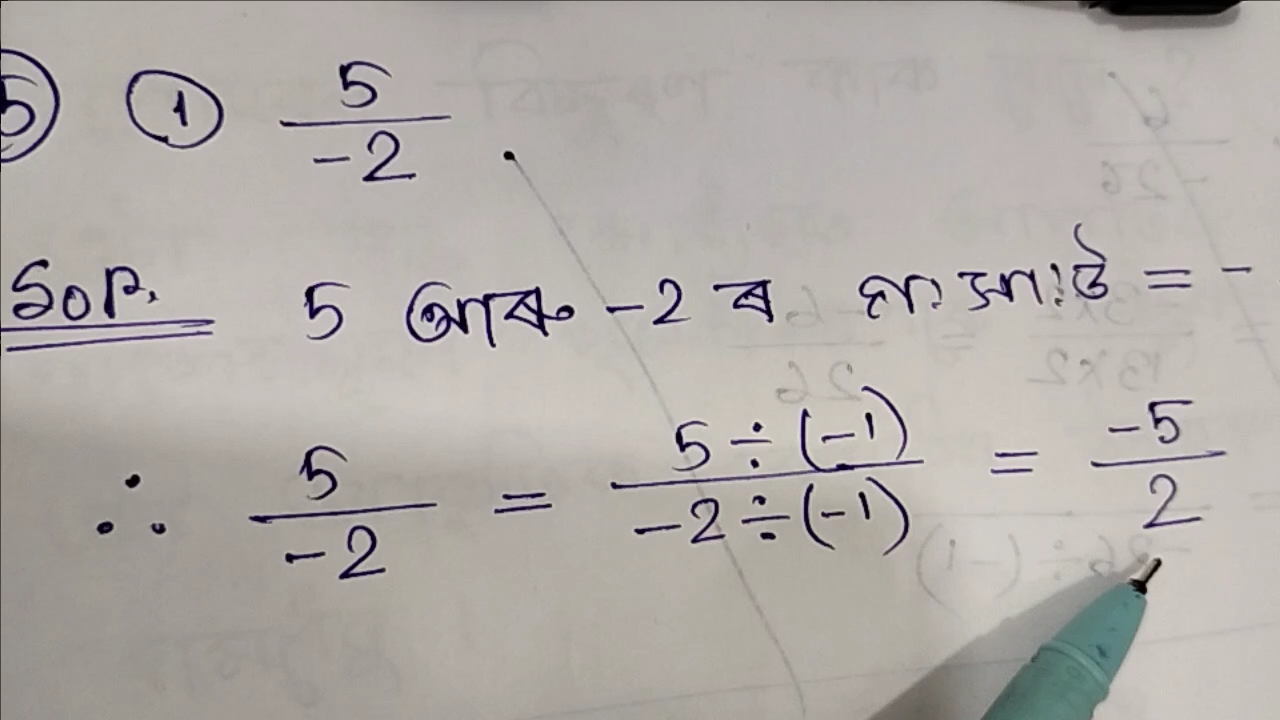 5 1 5/-2
Sol. 5 আৰু -2 ৰ = -
∴ 5/-2 = 5÷(-1)/-2÷(-1) = -5/2